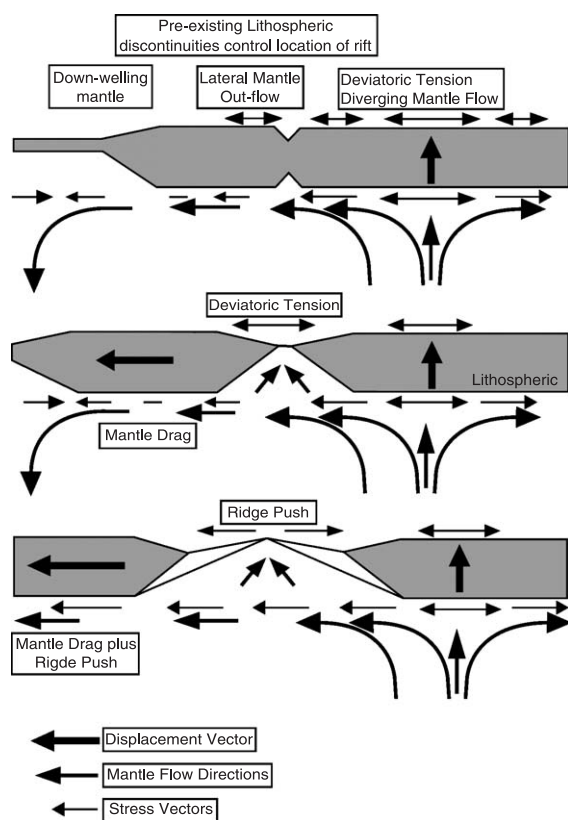 Pre-existing Lithospheric
discontinuities control location of rift
Down-welling
mantle
Lateral Mantle
Out-flow
Deviatoric Tension
Diverging Mantle Flow
Deviatoric Tension
Lithospheric
Mantle Drag
Ridge Push
Mantle Drag plus
Rigde Push
Displacement Vector
Mantle Flow Directions
Stress Vectors